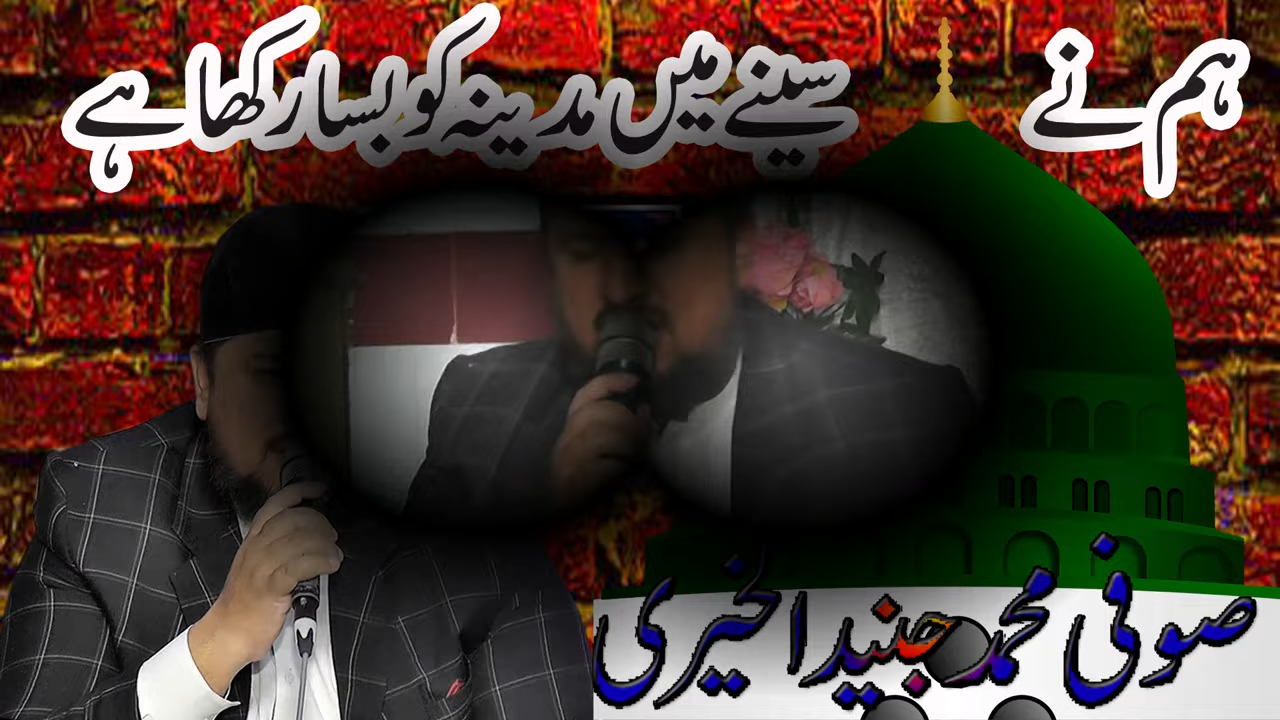 ہم نے سینے میں مدینہ کو بسا رکھا ہے
صوفی محمد جنید الخیری